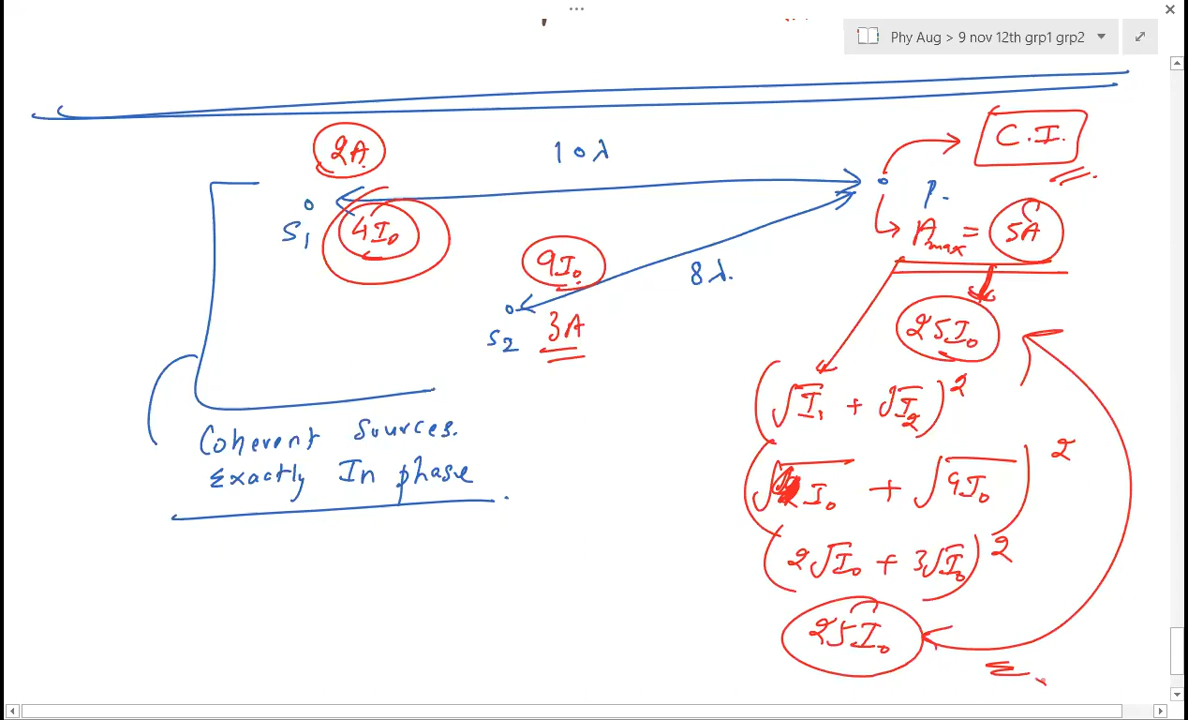 Phy Aug > 9 nov 12th grp1 grp2
2A
10λ
C.I.
S₁
4I₀
P.
Amax = 5A
9I₀
8λ.
S₂
3A
25I₀
(√I₁ + √I₂)²
Coherent Sources.
Exactly In phase
(√4I₀ + √9I₀)²
(2√I₀ + 3√I₀)²
25I₀